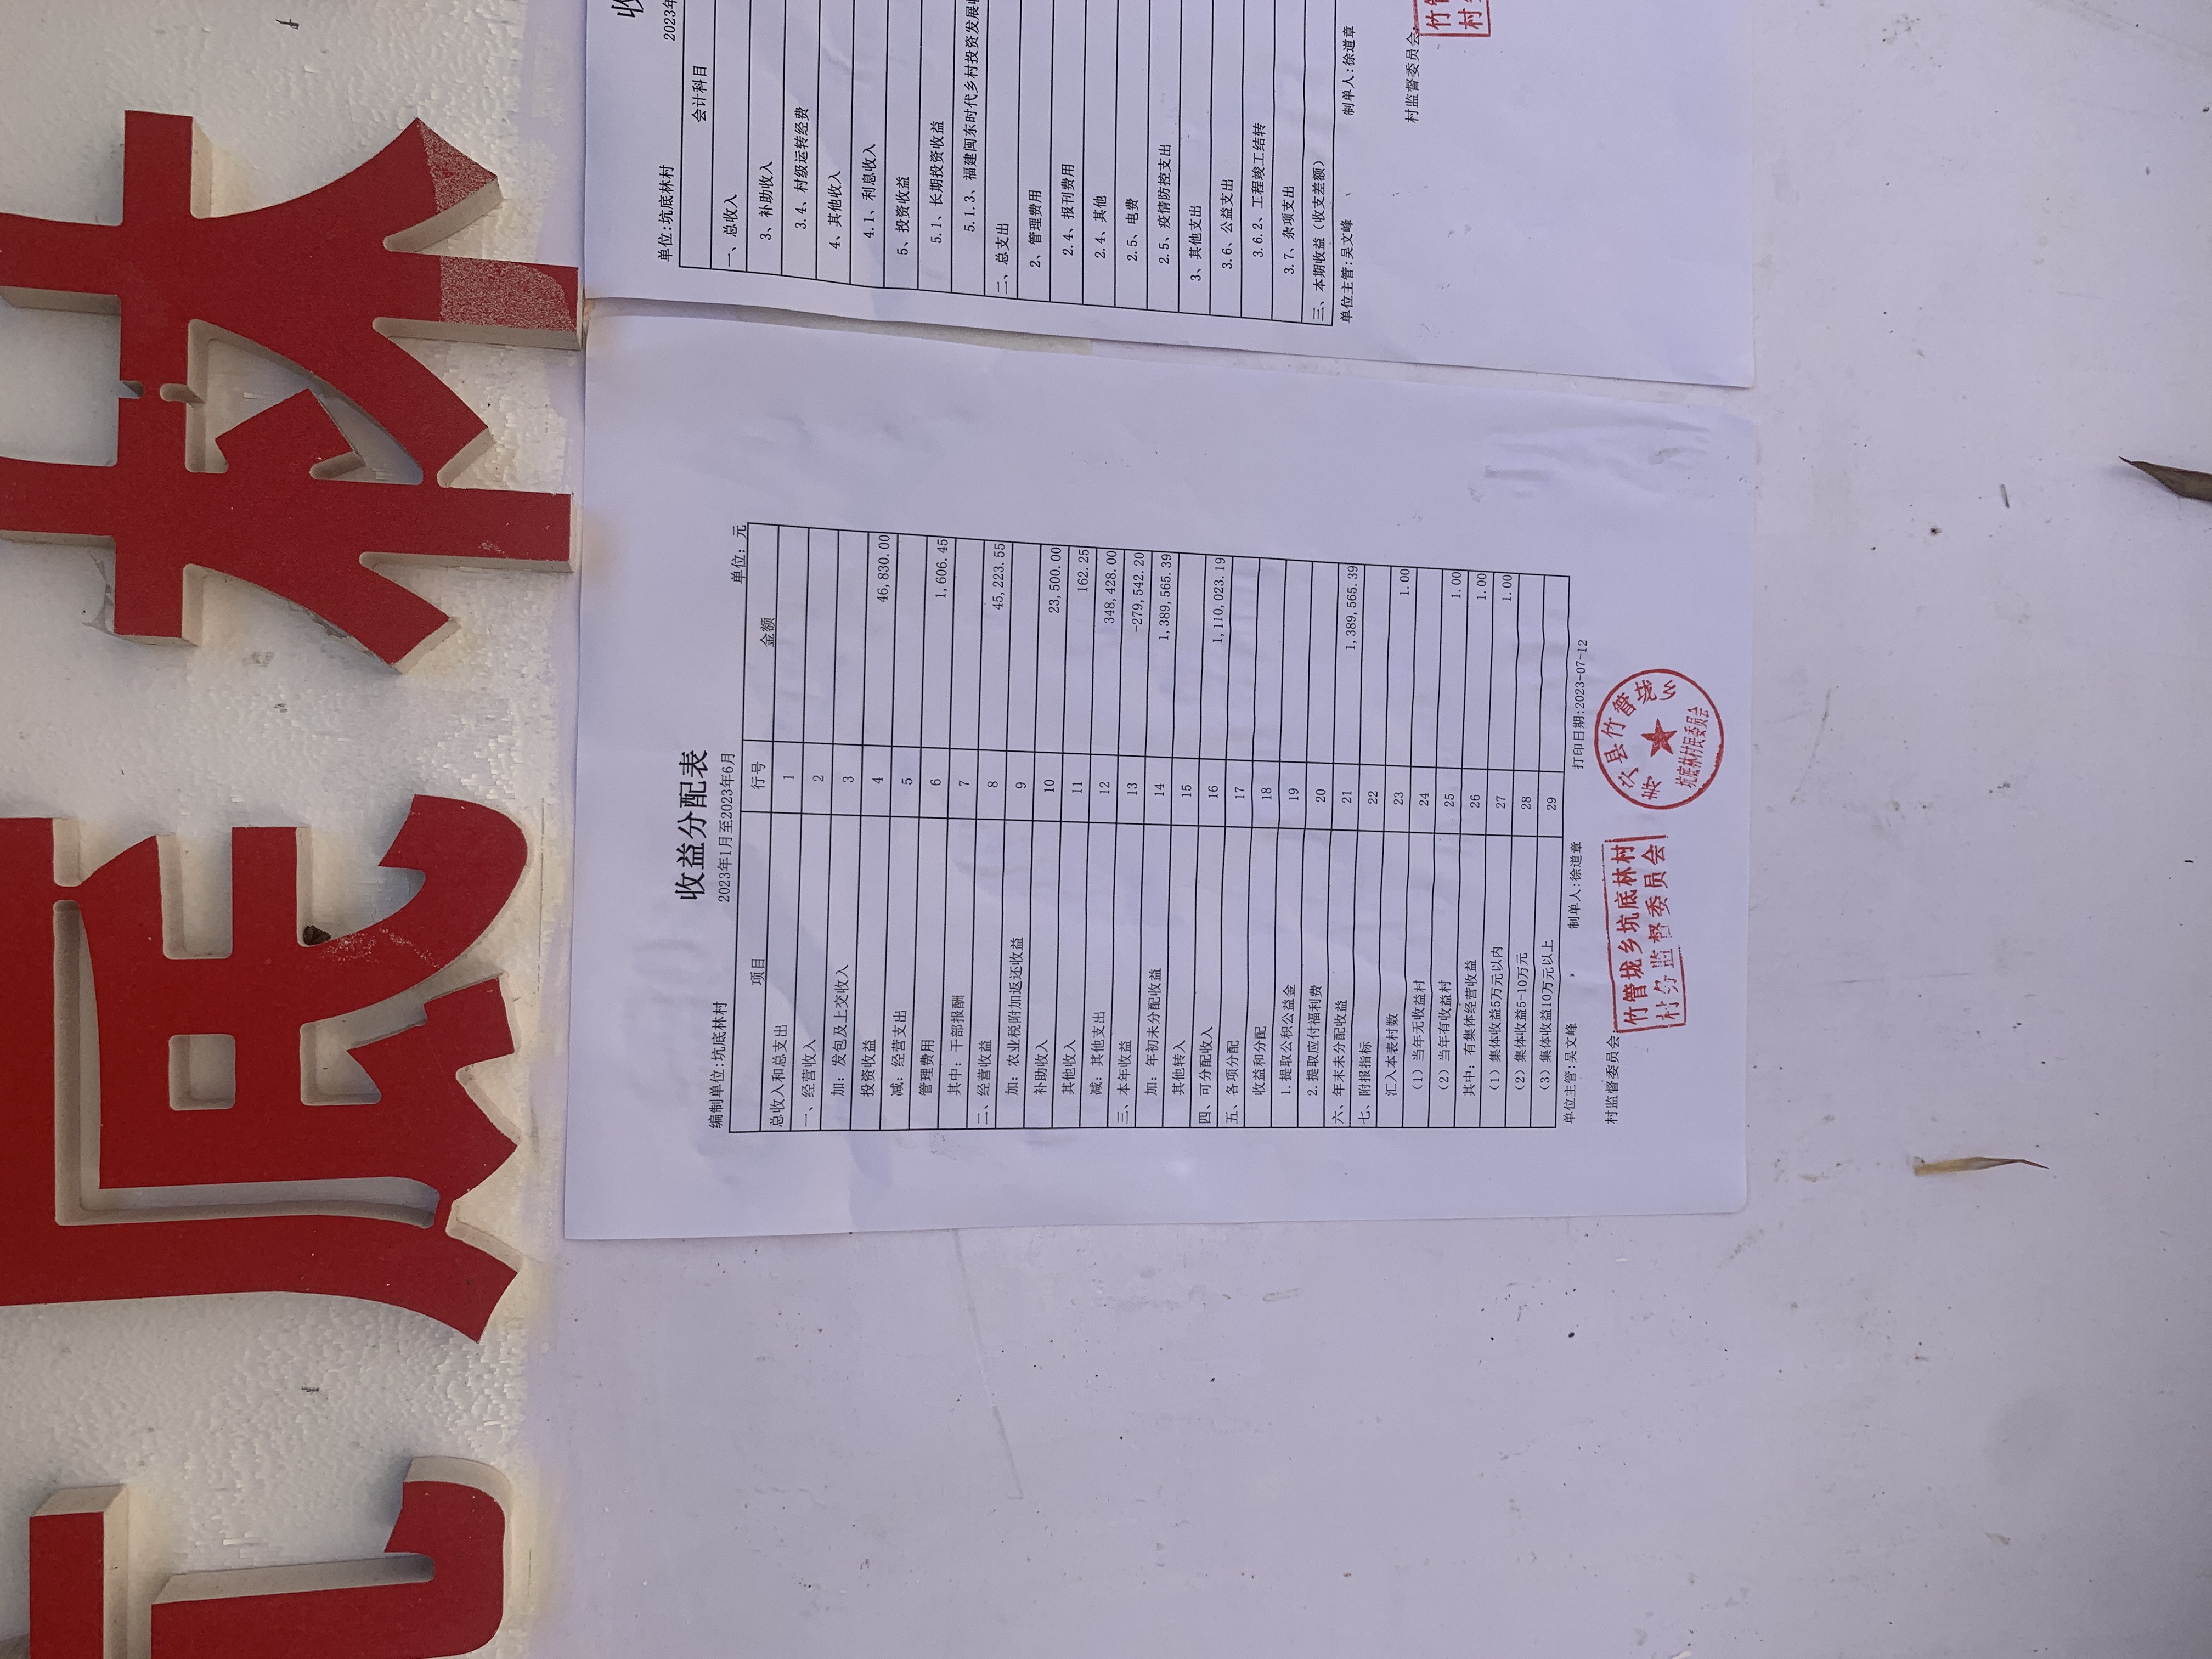 底林
收益分配表
2023年1月至2023年6月
编制单位:坑底林村 单位: 元
项目 行号 金额
总收入和总支出 1
一、经营收入 2
加: 发包及上交收入 3
投资收益 4 46,830.00
减: 经营支出 5
管理费用 6 1,606.45
其中: 干部报酬 7
二、经营收益 8 45,223.55
加: 农业税附加返还收益 9
补助收入 10 23,500.00
其他收入 11 162.25
减: 其他支出 12 348,428.00
三、本年收益 13 -279,542.20
加: 年初未分配收益 14 1,389,565.39
其他转入 15
四、可分配收入 16 1,110,023.19
五、各项分配 17
收益和分配 18
1.提取公积公益金 19
2.提取应付福利费 20
六、年末未分配收益 21 1,389,565.39
七、附报指标 22
汇入本表村数 23 1.00
(1)当年无收益村 24
(2)当年有收益村 25 1.00
其中: 有集体经营收益 26 1.00
(1)集体收益5万元以内 27 1.00
(2)集体收益5-10万元 28
(3)集体收益10万元以上 29
单位主管:吴文峰 制单人:徐道章 打印日期:2023-07-12
村监督委员会:
竹管垅乡坑底林村
村务监督委员会
坑底林村村民委员会
2023年
单位:坑底林村
会计科目
一、总收入
3、补助收入
3.4、村级运转经费
4、其他收入
4.1、利息收入
5、投资收益
5.1、长期投资收益
5.1.3、福建闽东时代乡村投资发展
二、总支出
2、管理费用
2.4、报刊费用
2.4、其他
2.5、电费
2.5、疫情防控支出
3、其他支出
3.6、公益支出
3.6.2、工程竣工结转
3.7、杂项支出
三、本期收益(收支差额)
单位主管:吴文峰 制单人:徐道章
村监督委员会: